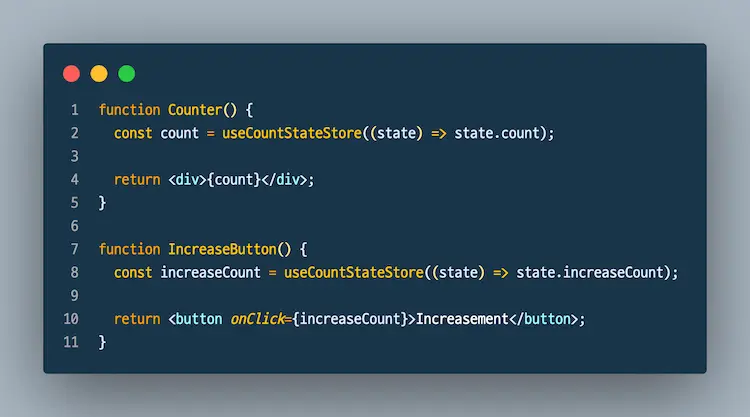 1 function Counter() {
2   const count = useCountStateStore((state) => state.count);
3
4   return <div>{count}</div>;
5 }
6
7 function IncreaseButton() {
8   const increaseCount = useCountStateStore((state) => state.increaseCount);
9
10   return <button onClick={increaseCount}>Increasement</button>;
11 }